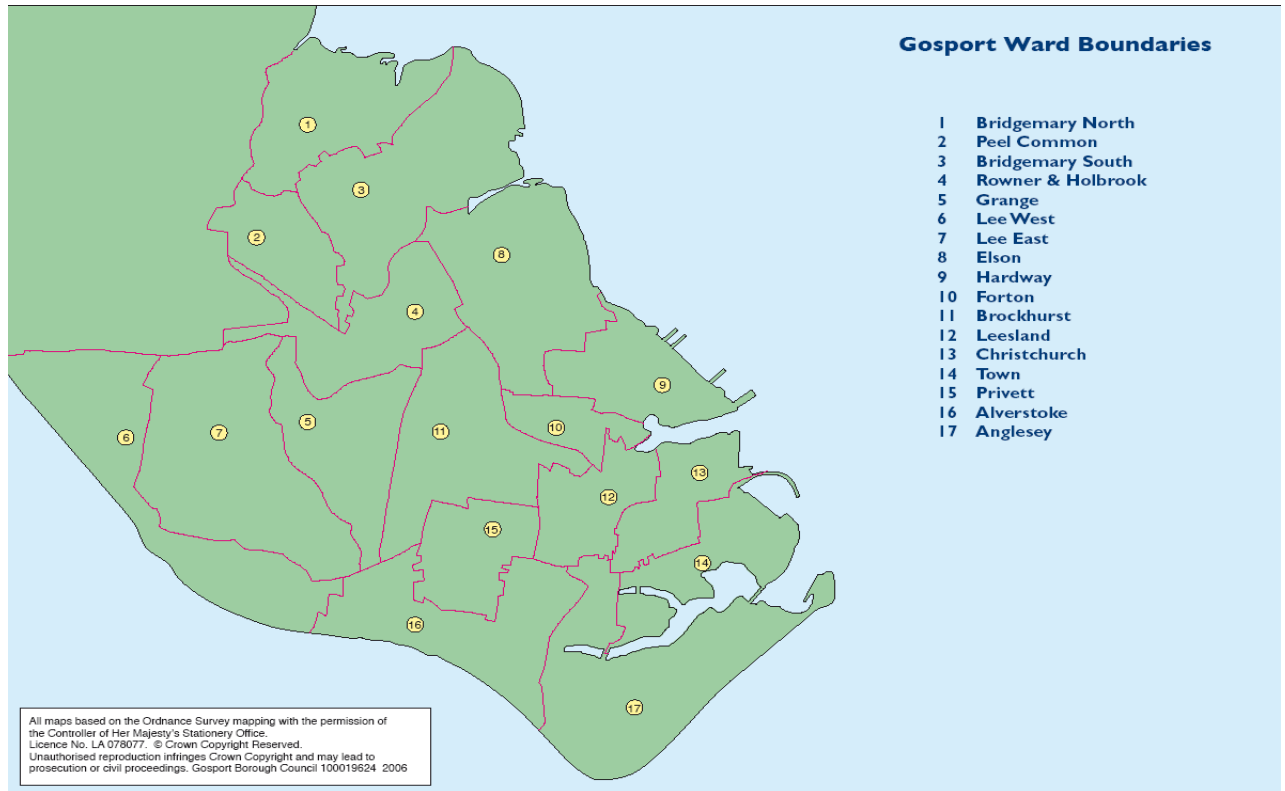 Gosport Ward Boundaries
1 Bridgemary North
2 Peel Common
3 Bridgemary South
4 Rowner & Holbrook
5 Grange
6 Lee West
7 Lee East
8 Elson
9 Hardway
10 Forton
11 Brockhurst
12 Leesland
13 Christchurch
14 Town
15 Privett
16 Alverstoke
17 Anglesey
1
3
2
8
4
9
5
10
11
7
6
13
12
15
14
16
17
All maps based on the Ordnance Survey mapping with the permission of
the Controller of Her Majesty's Stationery Office.
Licence No. LA 078077. © Crown Copyright Reserved.
Unauthorised reproduction infringes Crown Copyright and may lead to
prosecution or civil proceedings. Gosport Borough Council 100019624 2006